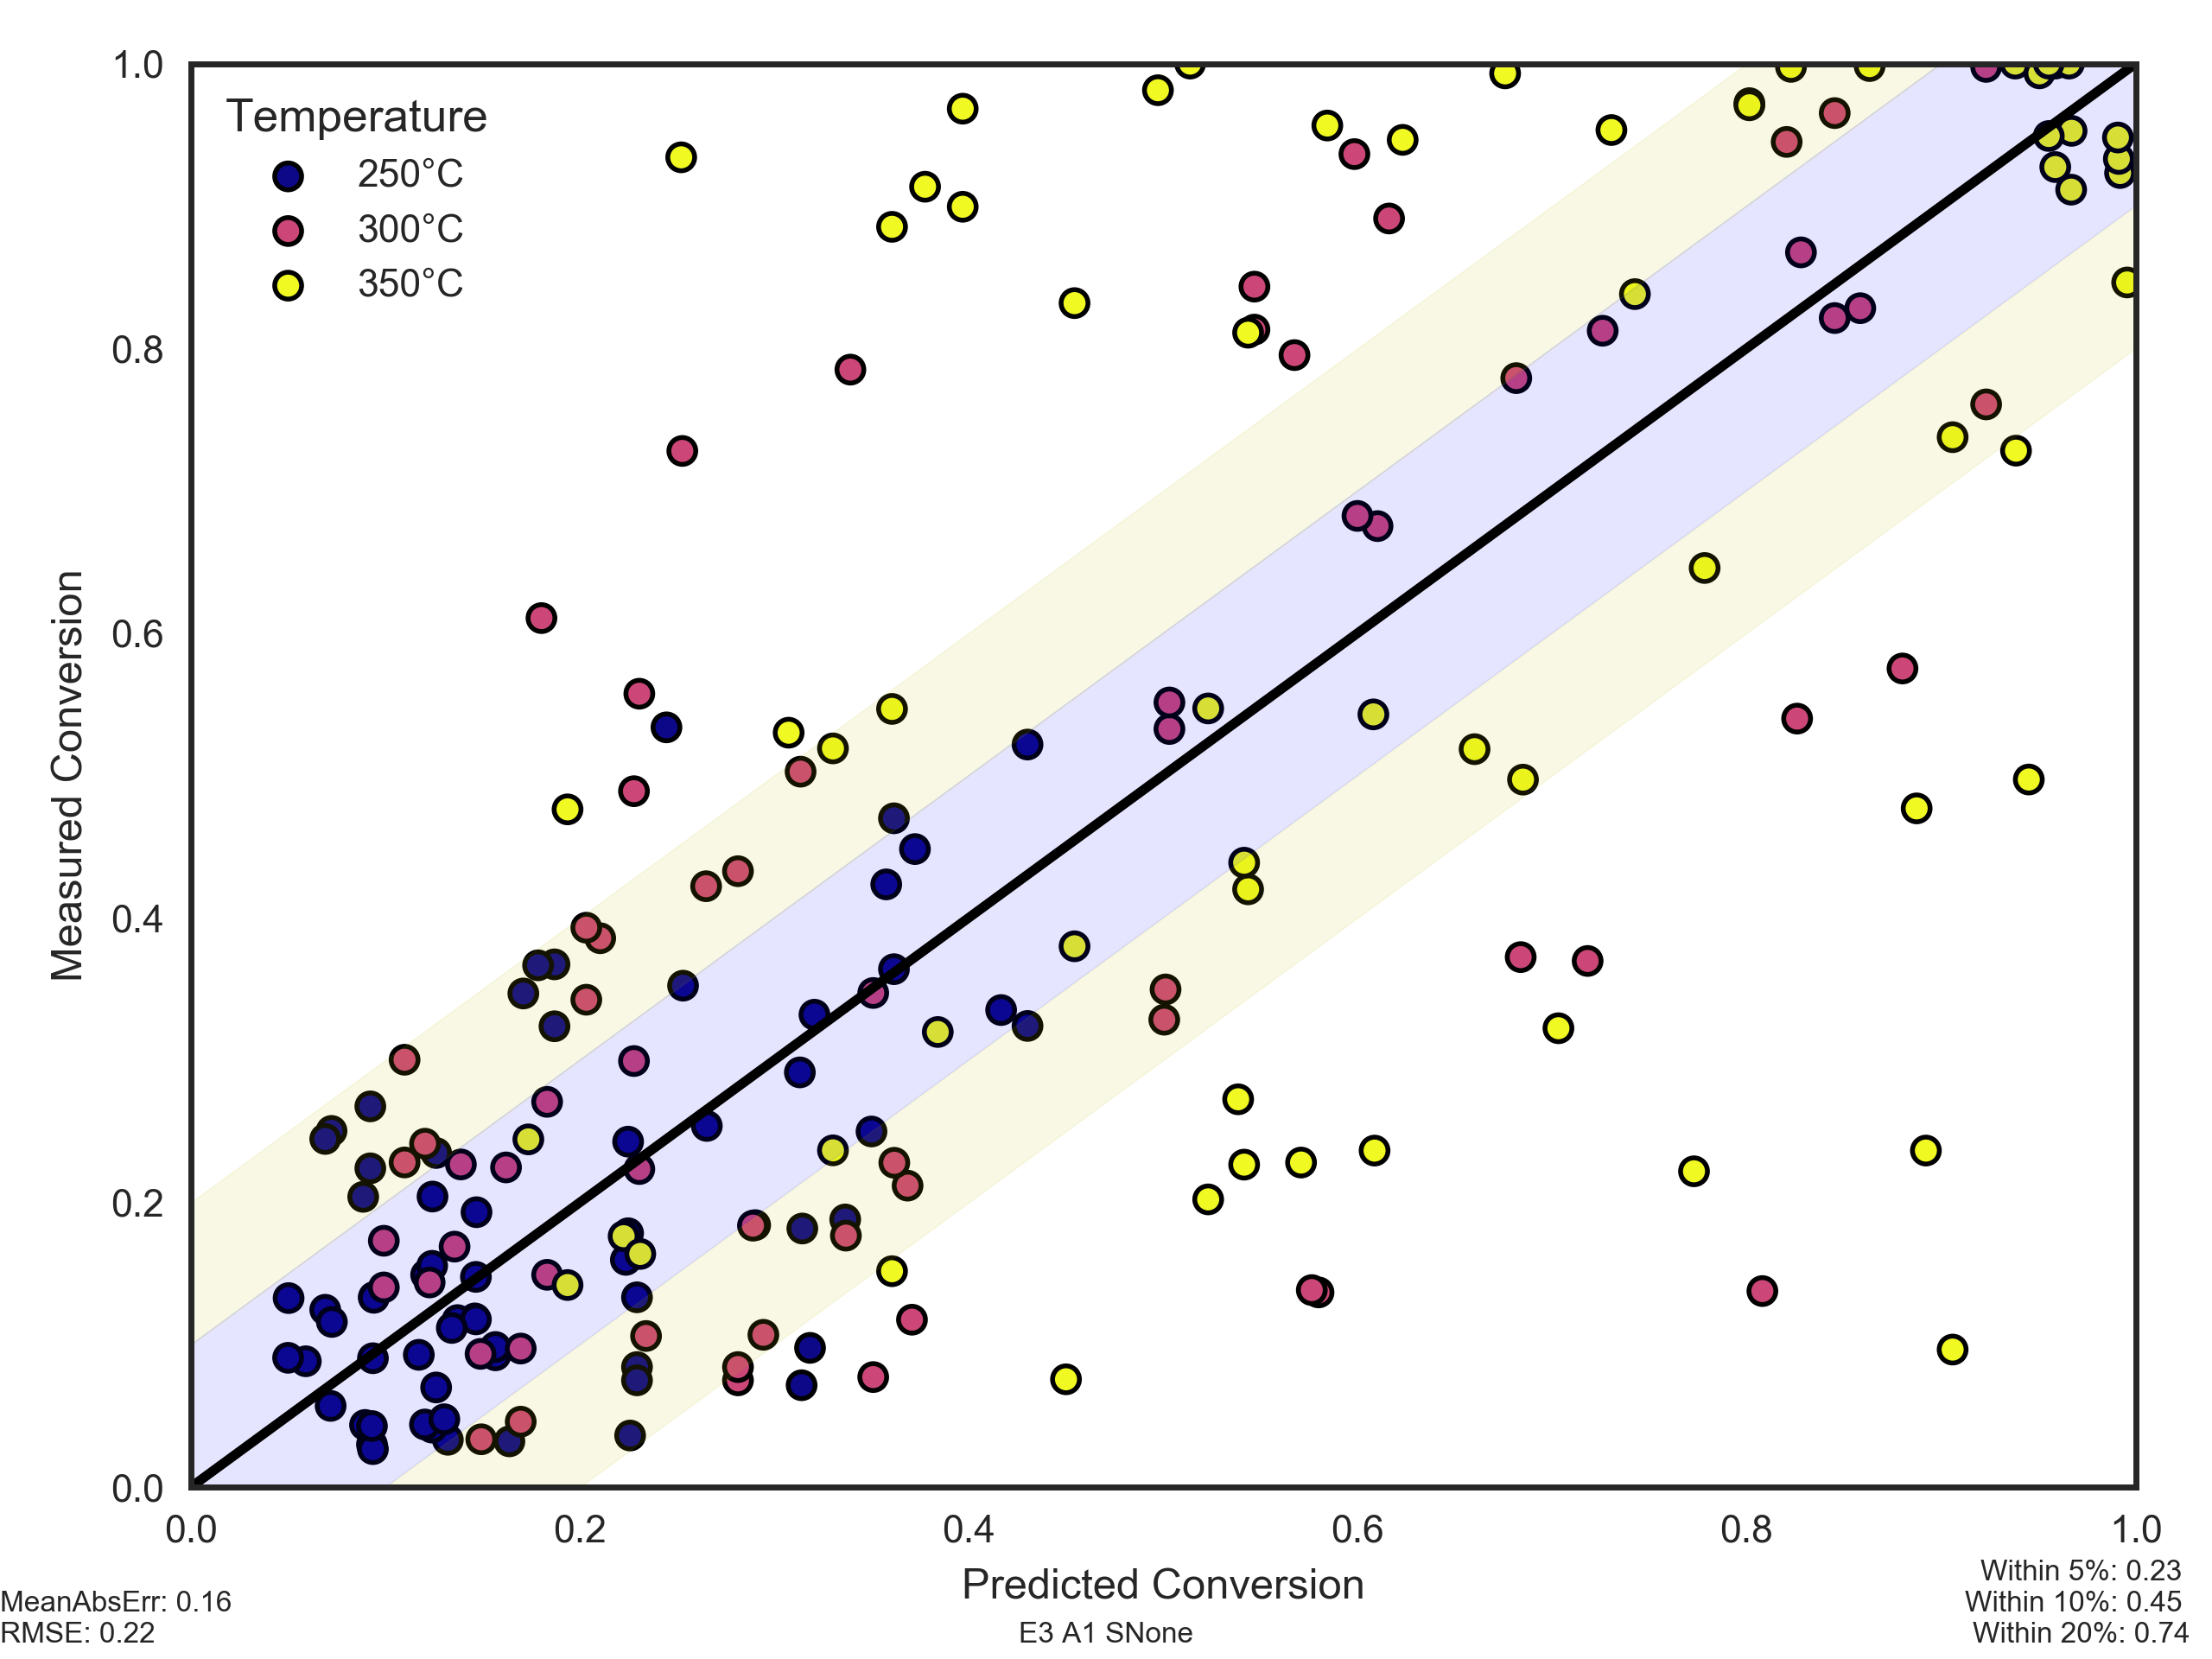 1.0
Temperature
250°C
300°C
350°C
0.8
0.6
0.4
0.2
0.0
Measured Conversion
0.0 0.2 0.4 0.6 0.8 1.0
Predicted Conversion
E3 A1 SNone
MeanAbsErr: 0.16
RMSE: 0.22
Within 5%: 0.23
Within 10%: 0.45
Within 20%: 0.74